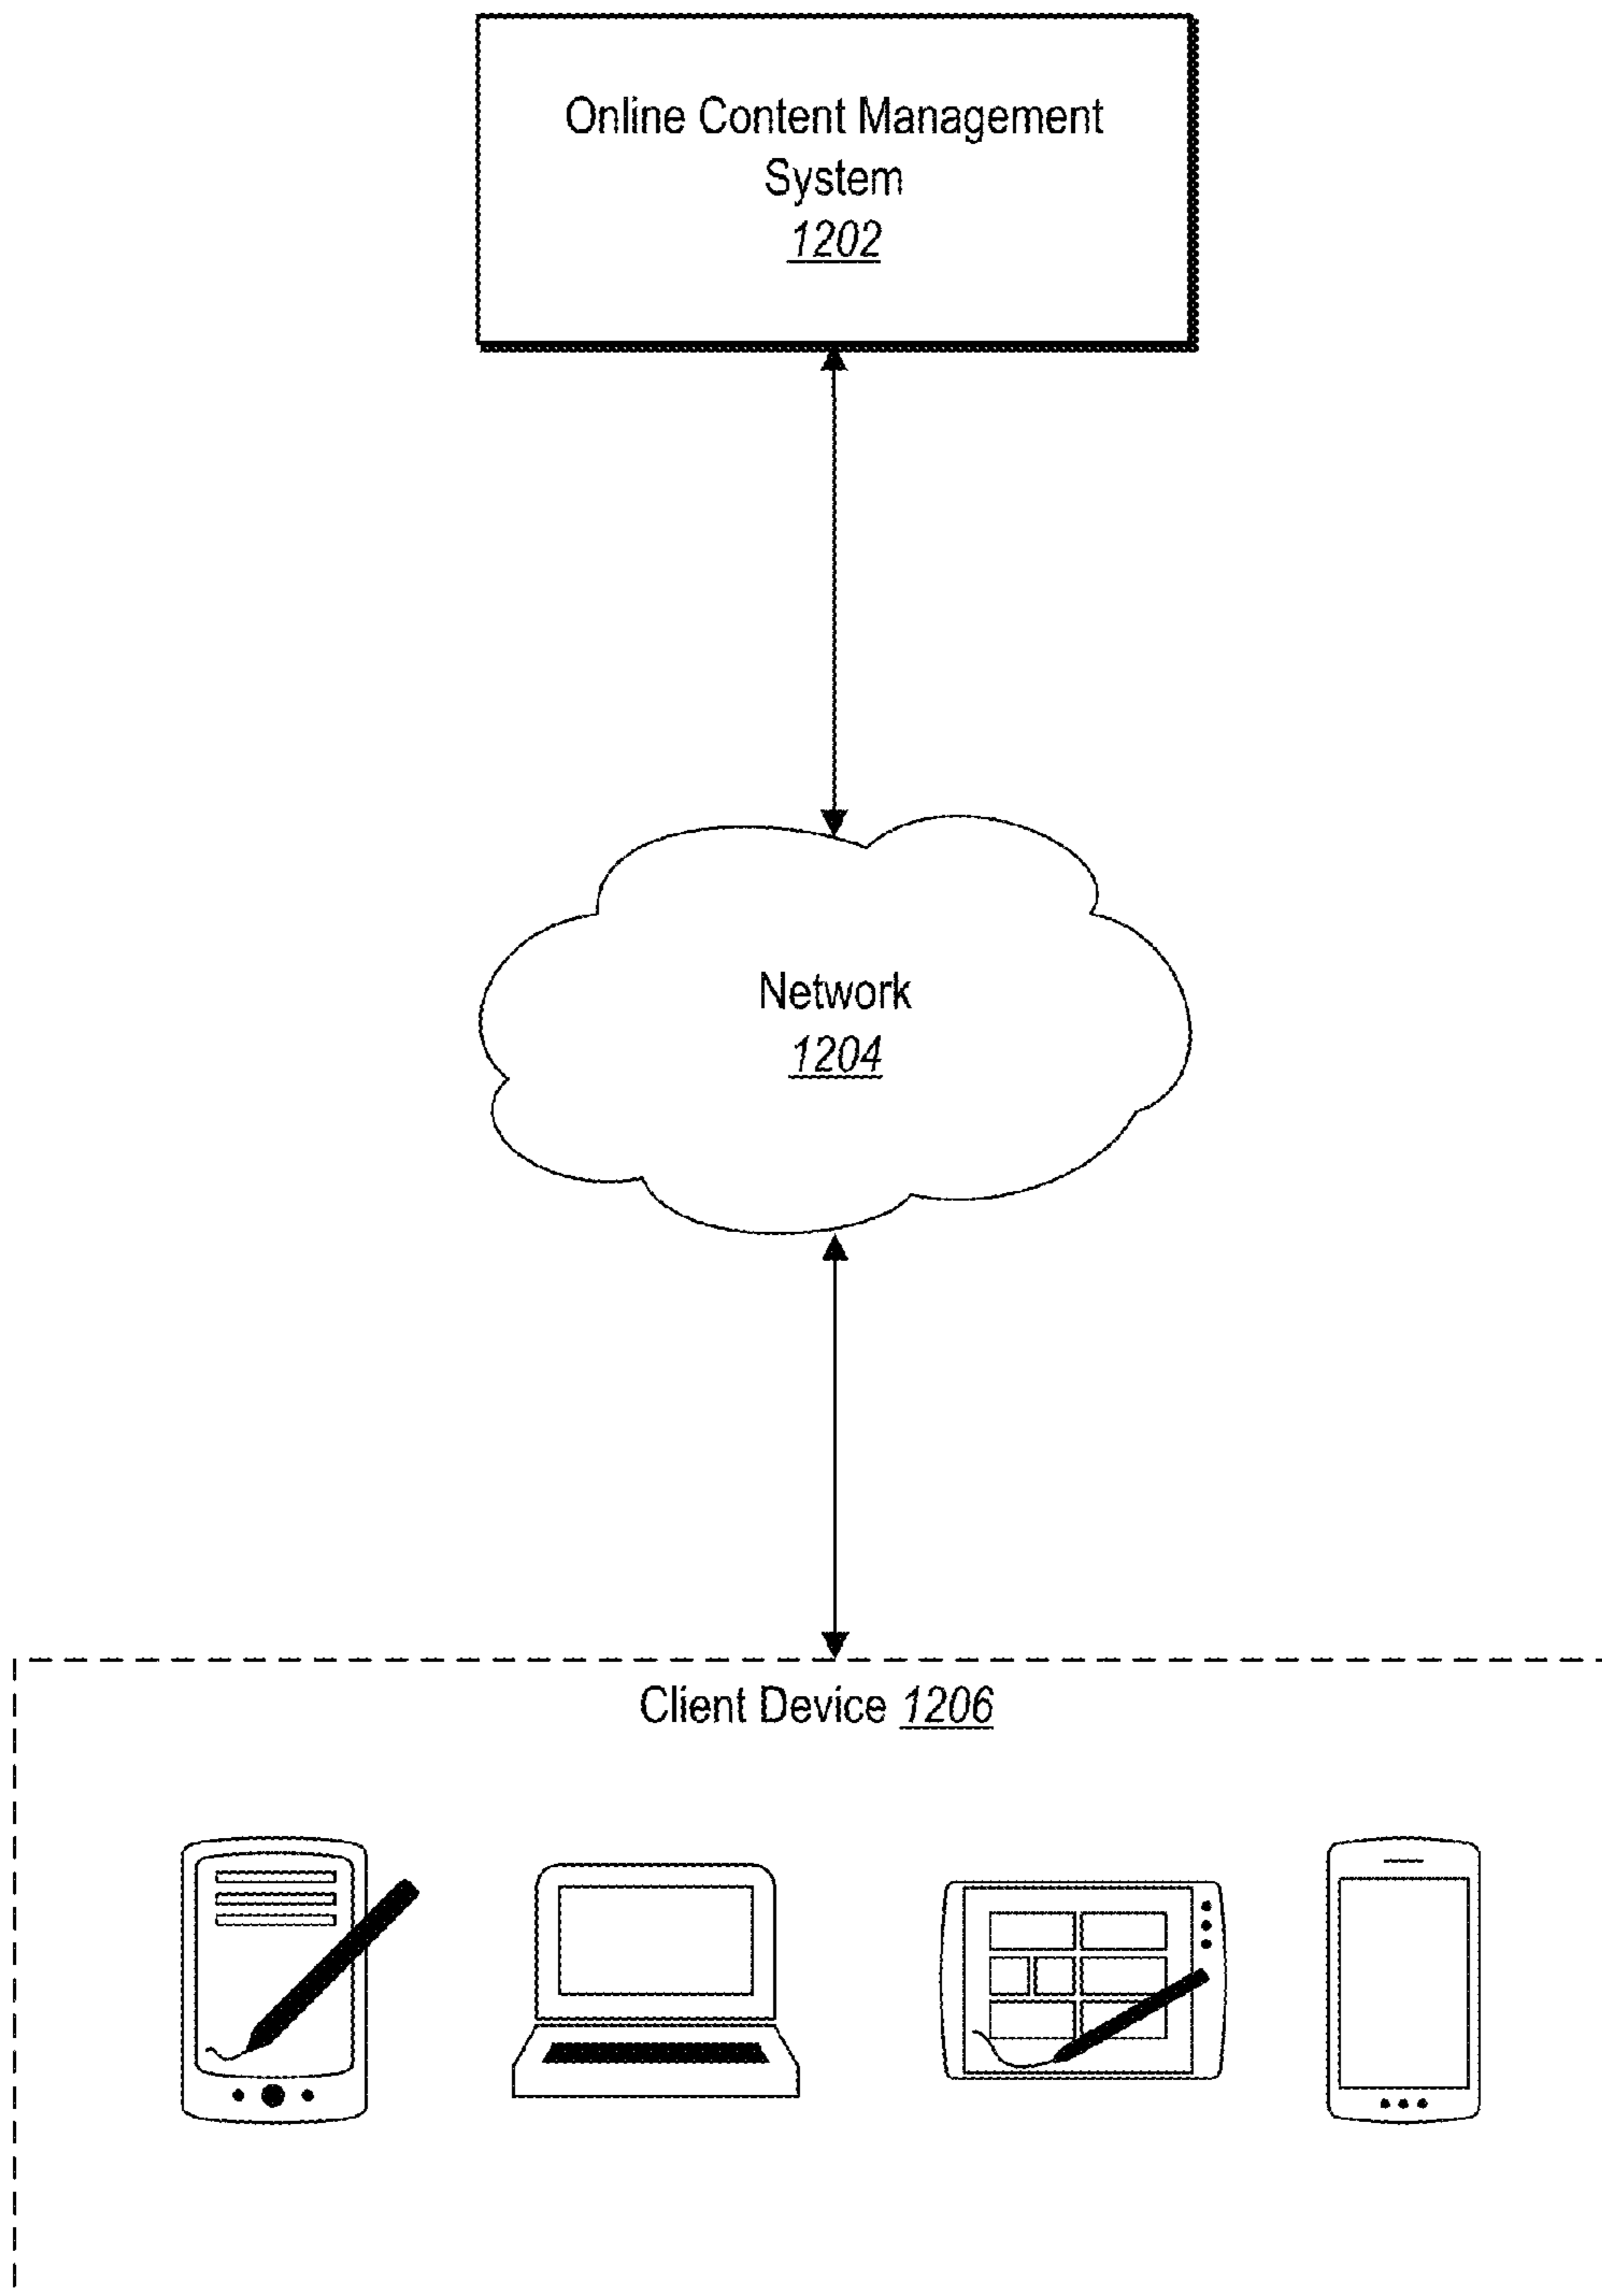 Online Content Management
System
1202
Network
1204
Client Device 1206